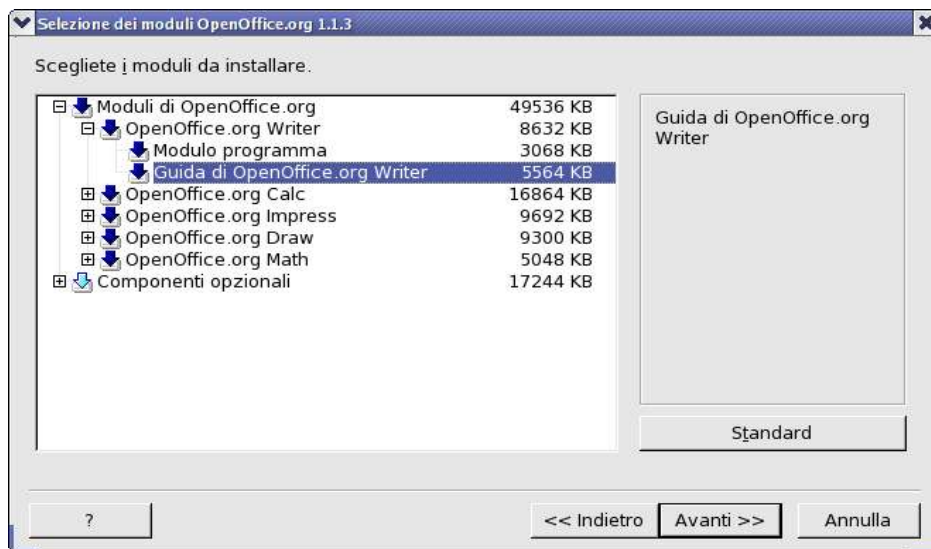 Selezione dei moduli OpenOffice.org 1.1.3
Scegliete i moduli da installare.
Moduli di OpenOffice.org 49536 KB
OpenOffice.org Writer 8632 KB
Modulo programma 3068 KB
Guida di OpenOffice.org Writer 5564 KB
OpenOffice.org Calc 16864 KB
OpenOffice.org Impress 9692 KB
OpenOffice.org Draw 9300 KB
OpenOffice.org Math 5048 KB
Componenti opzionali 17244 KB
Guida di OpenOffice.org
Writer
Standard
? << Indietro Avanti >> Annulla